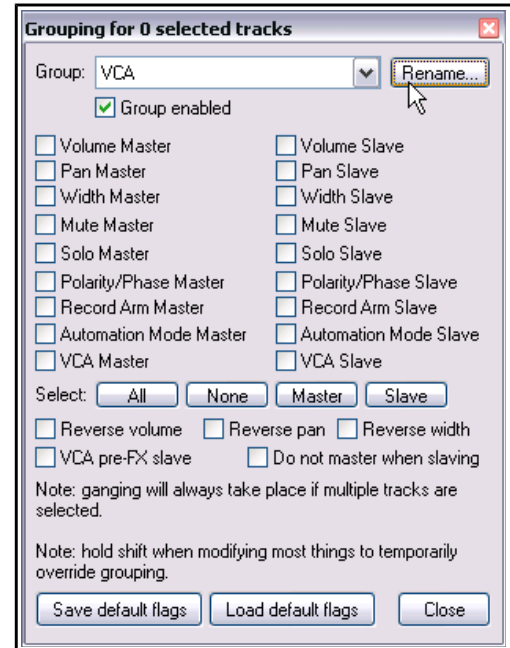 Grouping for 0 selected tracks
Group: VCA Rename...
Group enabled
Volume Master Volume Slave
Pan Master Pan Slave
Width Master Width Slave
Mute Master Mute Slave
Solo Master Solo Slave
Polarity/Phase Master Polarity/Phase Slave
Record Arm Master Record Arm Slave
Automation Mode Master Automation Mode Slave
VCA Master VCA Slave
Select: All None Master Slave
Reverse volume Reverse pan Reverse width
VCA pre-FX slave Do not master when slaving
Note: ganging will always take place if multiple tracks are
selected.
Note: hold shift when modifying most things to temporarily
override grouping.
Save default flags Load default flags Close